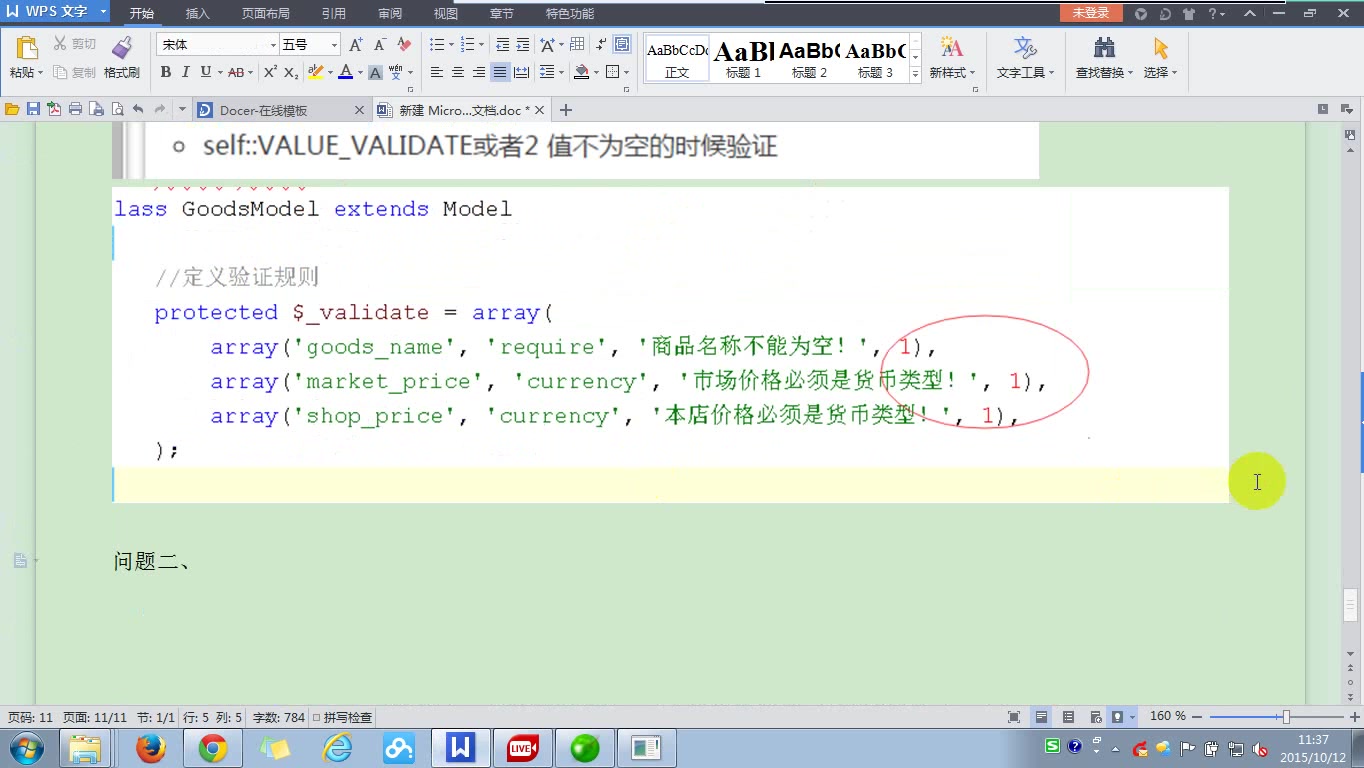 WPS 文字
开始 插入 页面布局 引用 审阅 视图 章节 特色功能
未登录
粘贴 剪切 复制 格式刷
宋体 五号
AaBbCcDc AaBl AaBb( AaBb(
正文 标题 1 标题 2 标题 3
新样式 文字工具 查找替换 选择
Docer-在线模板
新建 Micro...文档.doc *
self::VALUE_VALIDATE或者2 值不为空的时候验证
lass GoodsModel extends Model
//定义验证规则
protected $_validate = array(
array('goods_name', 'require', '商品名称不能为空！', 1),
array('market_price', 'currency', '市场价格必须是货币类型！', 1),
array('shop_price', 'currency', '本店价格必须是货币类型！', 1),
);
问题二、
页码: 11 页面: 11/11 节: 1/1 行: 5 列: 5 字数: 784 拼写检查
160 %
LIVE
11:37
2015/10/12